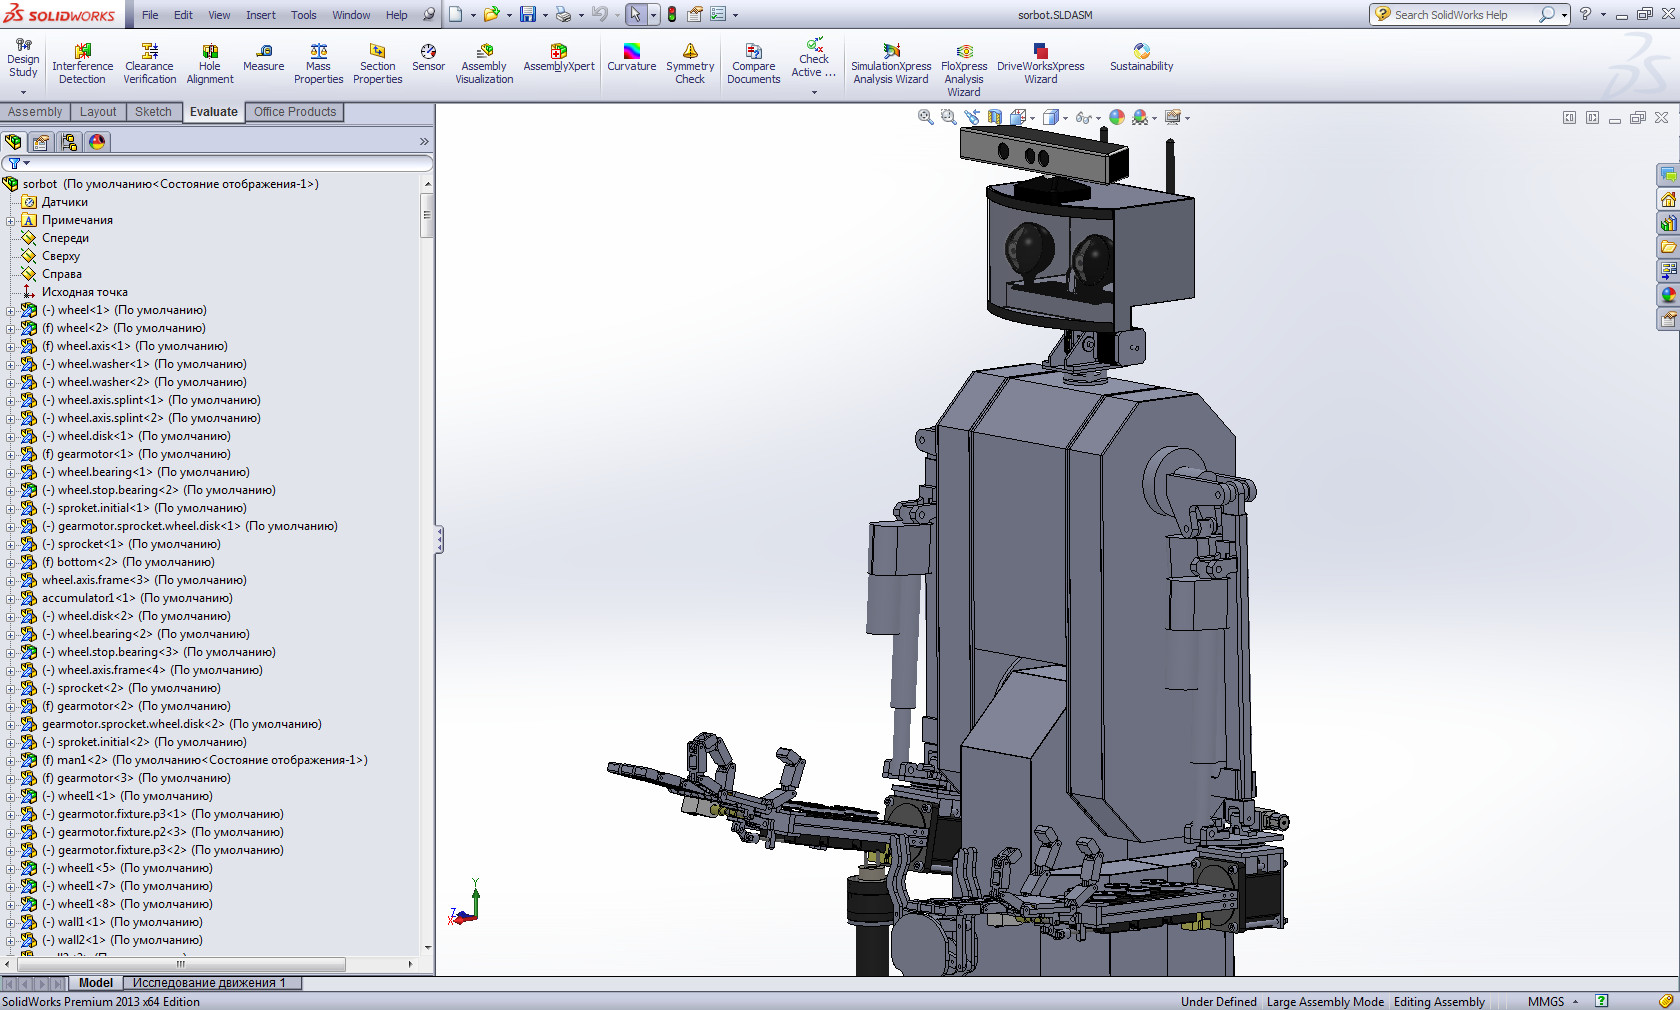 SOLIDWORKS File Edit View Insert Tools Window Help sorbot.SLDASM Search SolidWorks Help
Design Study
Interference Detection
Clearance Verification
Hole Alignment
Measure
Mass Properties
Section Properties
Sensor
Assembly Visualization
AssemblyXpert
Curvature
Symmetry Check
Compare Documents
Check Active ...
SimulationXpress Analysis Wizard
FloXpress Analysis Wizard
DriveWorksXpress Wizard
Sustainability
Assembly Layout Sketch Evaluate Office Products
sorbot (По умолчанию<Состояние отображения-1>)
Датчики
Примечания
Спереди
Сверху
Справа
Исходная точка
(-) wheel<1> (По умолчанию)
(f) wheel<2> (По умолчанию)
(f) wheel.axis<1> (По умолчанию)
(-) wheel.washer<1> (По умолчанию)
(-) wheel.washer<2> (По умолчанию)
(-) wheel.axis.splint<1> (По умолчанию)
(-) wheel.axis.splint<2> (По умолчанию)
(-) wheel.disk<1> (По умолчанию)
(f) gearmotor<1> (По умолчанию)
(-) wheel.bearing<1> (По умолчанию)
(-) wheel.stop.bearing<2> (По умолчанию)
(-) sproket.initial<1> (По умолчанию)
(-) gearmotor.sprocket.wheel.disk<1> (По умолчанию)
(-) sprocket<1> (По умолчанию)
(f) bottom<2> (По умолчанию)
wheel.axis.frame<3> (По умолчанию)
accumulator1<1> (По умолчанию)
(-) wheel.disk<2> (По умолчанию)
(-) wheel.bearing<2> (По умолчанию)
(-) wheel.stop.bearing<3> (По умолчанию)
(-) wheel.axis.frame<4> (По умолчанию)
(-) sprocket<2> (По умолчанию)
(f) gearmotor<2> (По умолчанию)
gearmotor.sprocket.wheel.disk<2> (По умолчанию)
(-) sproket.initial<2> (По умолчанию)
(f) man1<2> (По умолчанию<Состояние отображения-1>)
(f) gearmotor<3> (По умолчанию)
(-) wheel1<1> (По умолчанию)
(-) gearmotor.fixture.p3<1> (По умолчанию)
(-) gearmotor.fixture.p2<3> (По умолчанию)
(-) gearmotor.fixture.p3<2> (По умолчанию)
(-) wheel1<5> (По умолчанию)
(-) wheel1<7> (По умолчанию)
(-) wheel1<8> (По умолчанию)
(-) wall1<1> (По умолчанию)
(-) wall2<1> (По умолчанию)
Y
Z
X
Model Исследование движения 1
SolidWorks Premium 2013 x64 Edition Under Defined Large Assembly Mode Editing Assembly MMGS